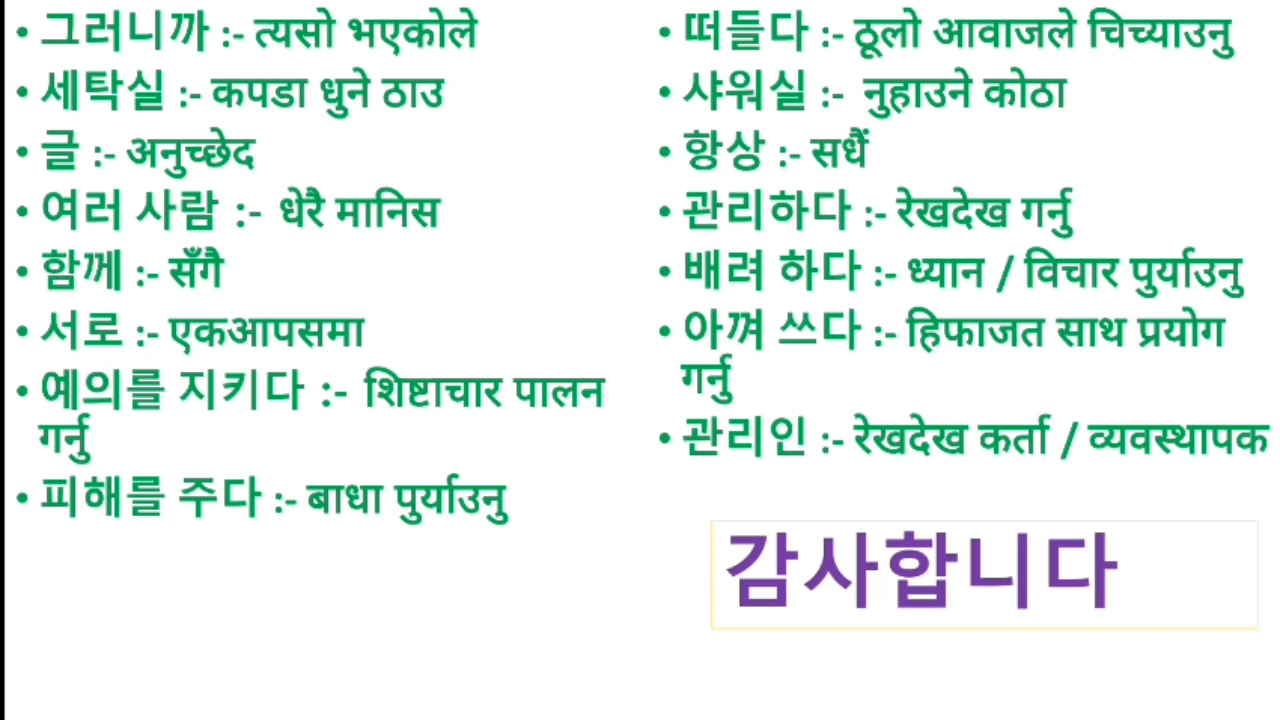 • 그러니까 :- त्यसो भएकोले
• 세탁실 :- कपडा धुने ठाउ
• 글 :- अनुच्छेद
• 여러 사람 :- धेरै मानिस
• 함께 :- सँगै
• 서로 :- एकआपसमा
• 예의를 지키다 :- शिष्टाचार पालन
गर्नु
• 피해를 주다 :- बाधा पुर्याउनु
• 떠들다 :- ठूलो आवाजले चिच्याउनु
• 샤워실 :- नुहाउने कोठा
• 항상 :- सधैं
• 관리하다 :- रेखदेख गर्नु
• 배려 하다 :- ध्यान / विचार पुर्याउनु
• 아껴 쓰다 :- हिफाजत साथ प्रयोग
गर्नु
• 관리인 :- रेखदेख कर्ता / व्यवस्थापक
감사합니다